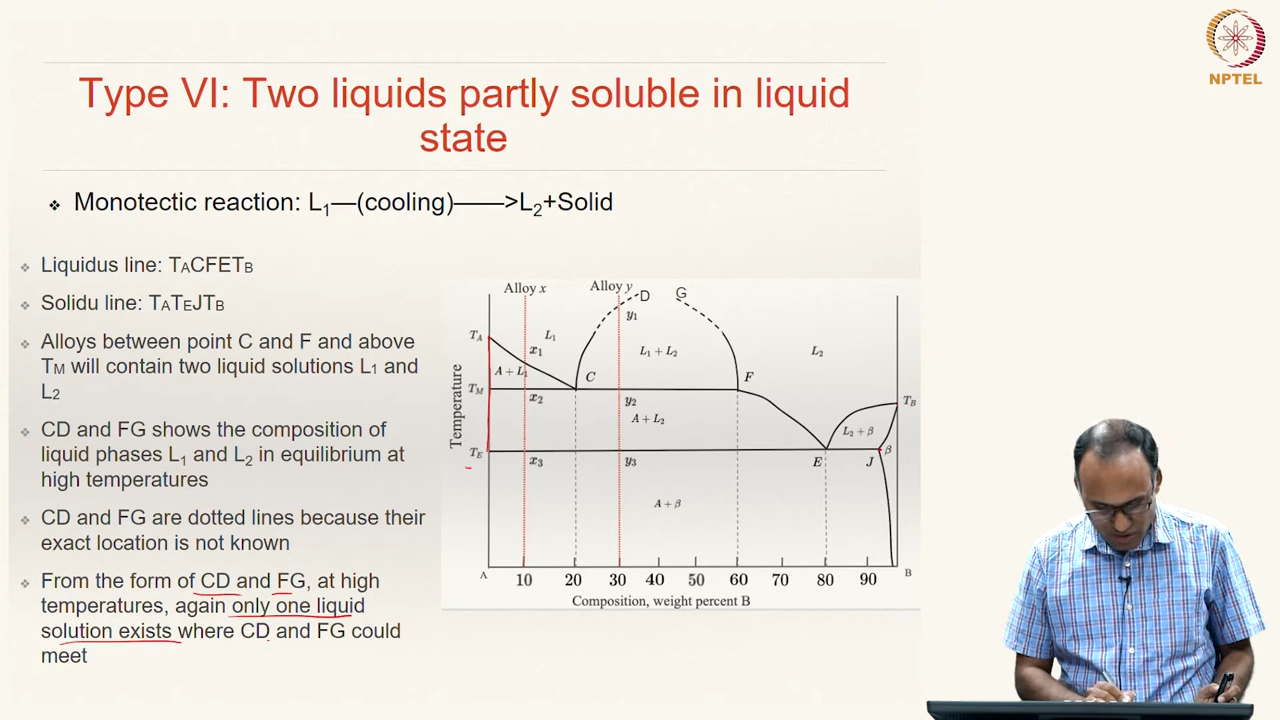 NPTEL
Type VI: Two liquids partly soluble in liquid
state
❖ Monotectic reaction: L₁—(cooling)——>L₂+Solid
❖ Liquidus line: TACFETB
❖ Solidu line: TATEJTB
❖ Alloys between point C and F and above
TM will contain two liquid solutions L1 and
L2
❖ CD and FG shows the composition of
liquid phases L₁ and L₂ in equilibrium at
high temperatures
❖ CD and FG are dotted lines because their
exact location is not known
❖ From the form of CD and FG, at high
temperatures, again only one liquid
solution exists where CD and FG could
meet
Alloy x
Alloy y
D
G
y₁
T_A
L₁
x₁
L₁ + L₂
L₂
A + L₁
C
F
T_M
x₂
y₂
T_B
A + L₂
L₂ + β
β
T_E
x₃
y₃
E
J
A + β
Temperature
A
10 20 30 40 50 60 70 80 90
B
Composition, weight percent B